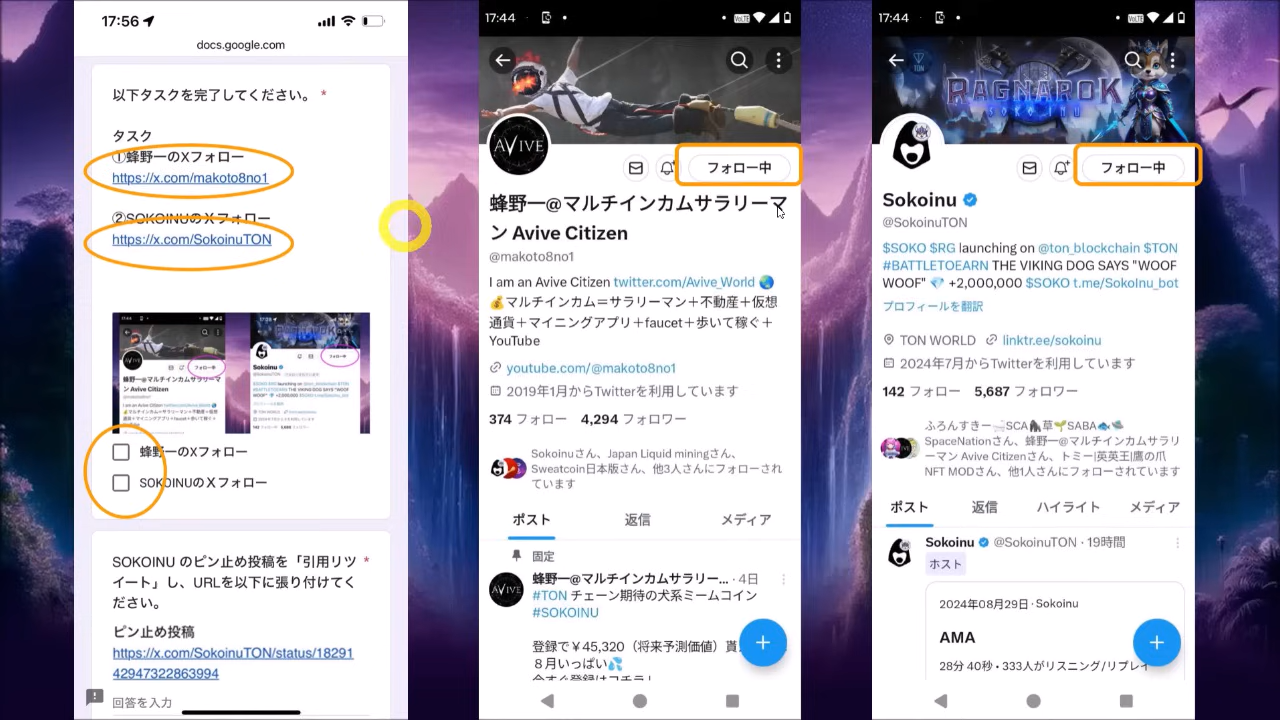 17:56
docs.google.com
以下タスクを完了してください。 *
タスク
①蜂野一のXフォロー
https://x.com/makoto8no1
②SOKOINUのXフォロー
https://x.com/SokoinuTON
蜂野一のXフォロー
SOKOINUのXフォロー
SOKOINU のピン止め投稿を「引用リツ *
イート」し、URLを以下に張り付けてく
ださい。
ピン止め投稿
https://x.com/SokoinuTON/status/18291
42947322863994
回答を入力
17:44
AVIVE
フォロー中
蜂野一@マルチインカムサラリーマ
ン Avive Citizen
@makoto8no1
I am an Avive Citizen twitter.com/Avive_World 🌏
💰マルチインカム＝サラリーマン＋不動産＋仮想
通貨＋マイニングアプリ＋faucet＋歩いて稼ぐ＋
YouTube
youtube.com/@makoto8no1
2019年1月からTwitterを利用しています
374 フォロー 4,294 フォロワー
Sokoinuさん、Japan Liquid miningさん、
Sweatcoin日本版さん、他3人さんにフォローされ
ています
ポスト 返信 メディア
固定
蜂野一@マルチインカムサラリー... · 4日
#TON チェーン期待の犬系ミームコイン
#SOKOINU
登録で￥45,320（将来予測価値）貰
８月いっぱい💦
17:44
TON
RAGNAROK
SOKO INU
フォロー中
Sokoinu
@SokoinuTON
$SOKO $RG launching on @ton_blockchain $TON
#BATTLETOEARN THE VIKING DOG SAYS "WOOF
WOOF" 💎 +2,000,000 $SOKO t.me/SokoInu_bot
プロフィールを翻訳
TON WORLD linktr.ee/sokoinu
2024年7月からTwitterを利用しています
142 フォロー 5,687 フォロワー
ふろんすきー🛁SCA🦍草🌱SABA🐟🛸
SpaceNationさん、蜂野一@マルチインカムサラリー
マン Avive Citizenさん、トミー|英英王|鷹の爪
NFT MODさん、他1人さんにフォローされています
ポスト 返信 ハイライト メディア
Sokoinu @SokoinuTON · 19時間
ホスト
2024年08月29日 · Sokoinu
AMA
28分 40秒 • 333人がリスニング/リプレイ